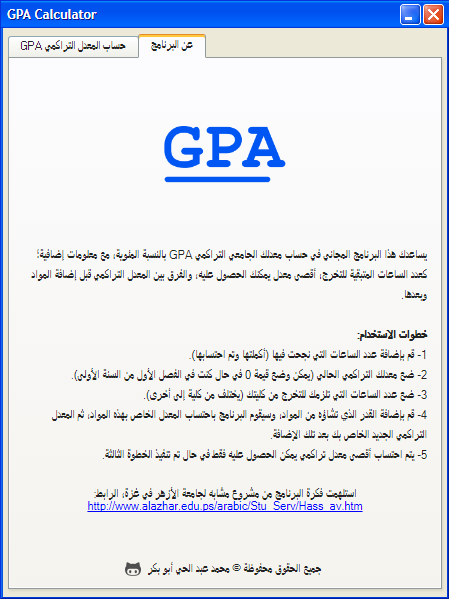 GPA Calculator
حساب المعدل التراكمي GPA
عن البرنامج
GPA
يساعدك هذا البرنامج المجاني في حساب معدلك الجامعي التراكمي GPA بالنسبة المئوية، مع معلومات إضافية؛
كعدد الساعات المتبقية للتخرج، أقصي معدل يمكنك الحصول عليه، والفرق بين المعدل التراكمي قبل إضافة المواد
وبعدها.
خطوات الاستخدام:
1- قم بإضافة عدد الساعات التي نجحت فيها (أكملتها وتم احتسابها).
2- ضع معدلك التراكمي الحالي (يمكن وضع قيمة 0 في حال كنت في الفصل الأول من السنة الأولى).
3- ضع عدد الساعات التي تلزمك للتخرج من كليتك (يختلف من كلية إلى أخرى).
4- قم بإضافة القدر الذي تشاؤه من المواد، وسيقوم البرنامج باحتساب المعدل الخاص بهذه المواد، ثم المعدل
التراكمي الجديد الخاص بك بعد تلك الإضافة.
5- يتم احتساب أقصي معدل تراكمي يمكن الحصول عليه فقط في حال تم تنفيذ الخطوة الثالثة.
استلهمت فكرة البرنامج من مشروع مشابه لجامعة الأزهر في غزة، الرابط:
http://www.alazhar.edu.ps/arabic/Stu_Serv/Hass_av.htm
جميع الحقوق محفوظة © محمد عبد الحي أبو بكر